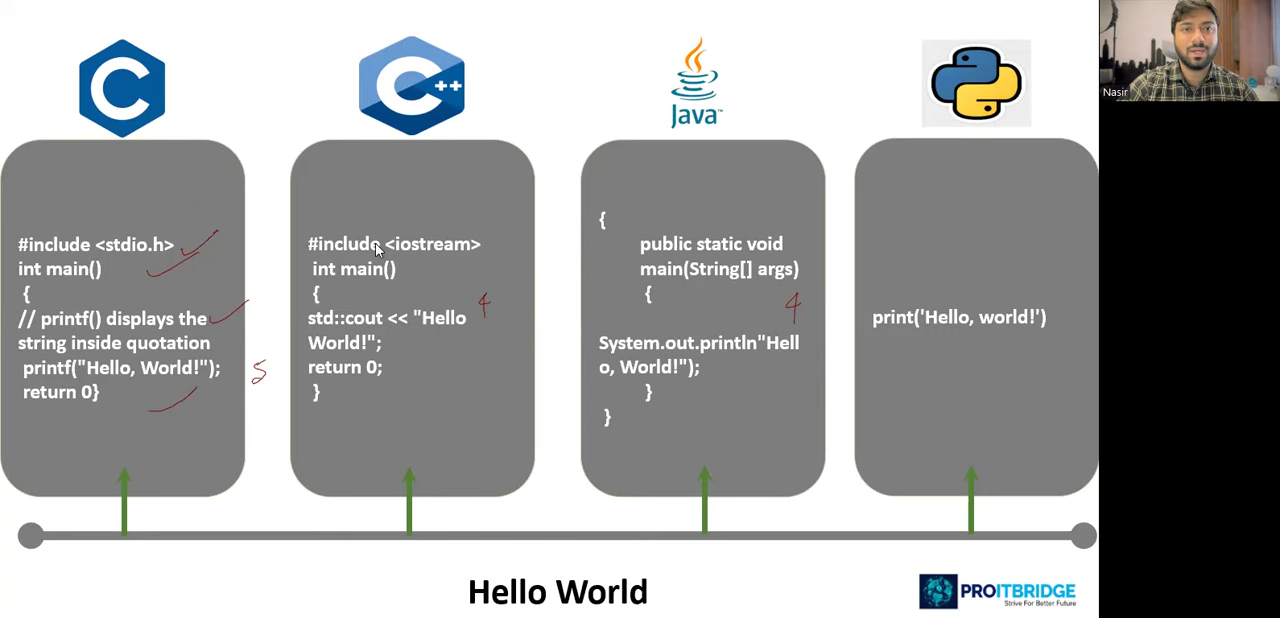 C
C++
Java™
Nasir
#include <stdio.h>
int main()
{
// printf() displays the
string inside quotation
printf("Hello, World!");
return 0}
5
#include <iostream>
int main()
{
std::cout << "Hello
World!";
return 0;
}
4
{
public static void
main(String[] args)
{
System.out.println"Hell
o, World!");
}
}
4
print('Hello, world!')
Hello World
PROITBRIDGE
Strive For Better Future